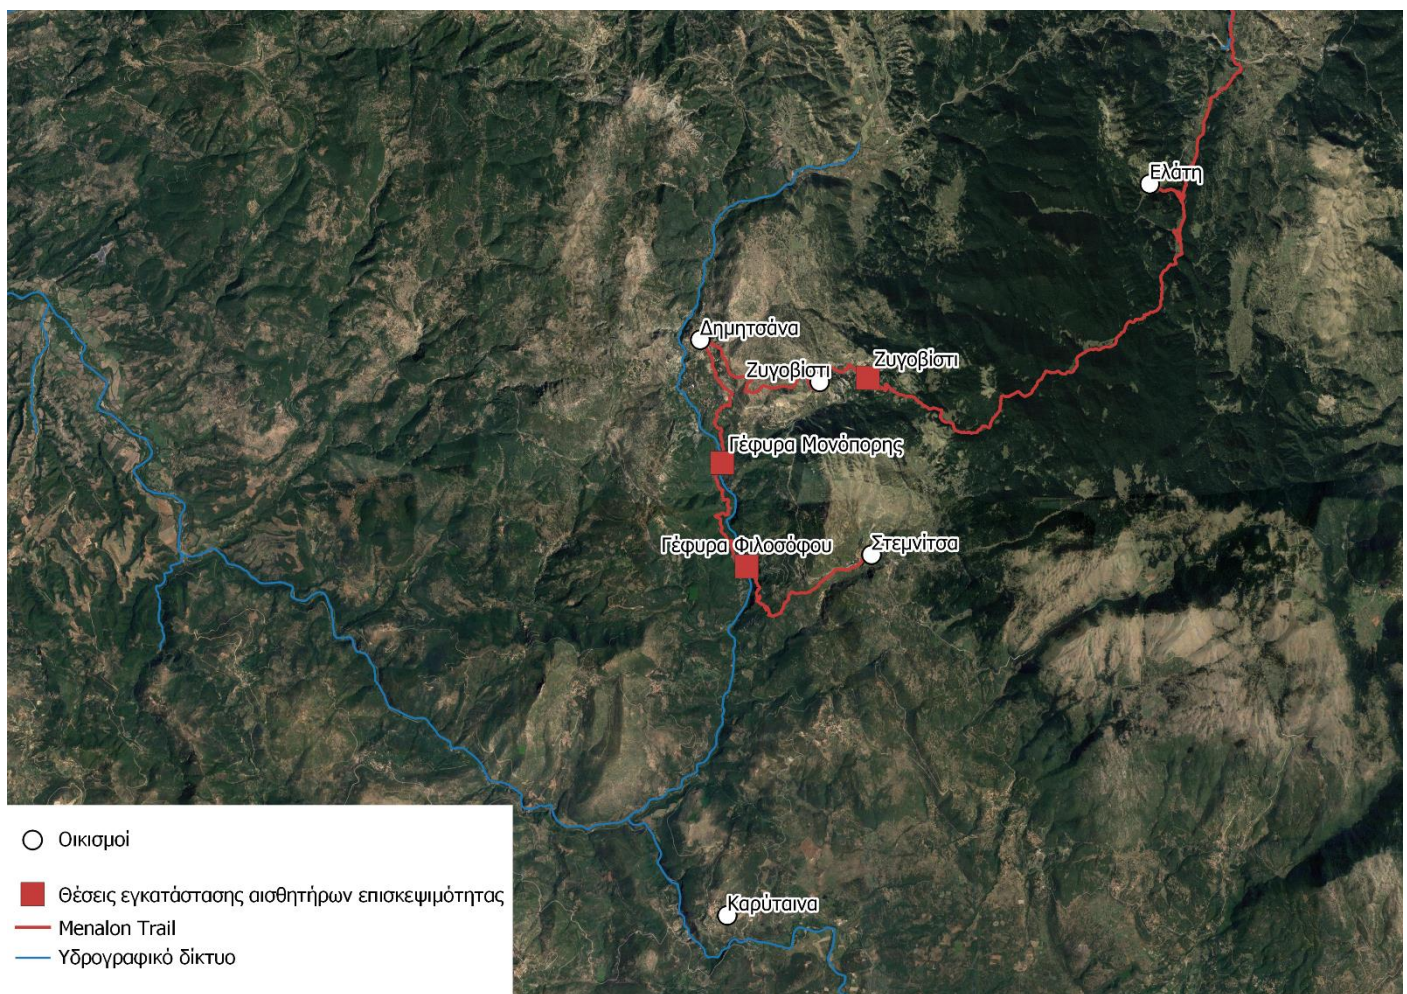 Ελάτη
Δημητσάνα
Ζυγοβίστι
Ζυγοβίστι
Γέφυρα Μονόπορης
Γέφυρα Φιλοσόφου
Στεμνίτσα
Καρύταινα
Οικισμοί
Θέσεις εγκατάστασης αισθητήρων επισκεψιμότητας
Menalon Trail
Υδρογραφικό δίκτυο